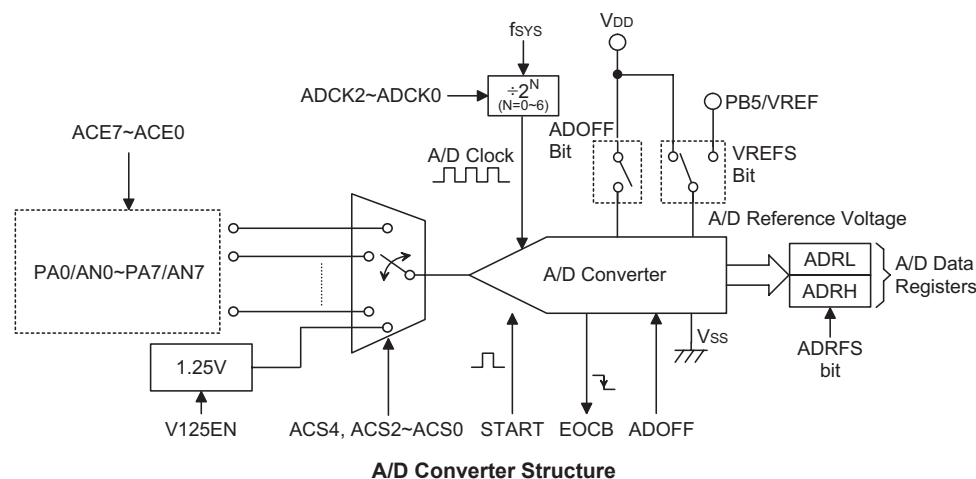 fSYS
VDD
ADCK2~ADCK0
÷2^N
(N=0~6)
PB5/VREF
ADOFF
Bit
VREFS
Bit
ACE7~ACE0
A/D Clock
A/D Reference Voltage
PA0/AN0~PA7/AN7
A/D Converter
ADRL
ADRH
A/D Data
Registers
1.25V
VSS
ADRFS
bit
V125EN
ACS4, ACS2~ACS0
START
EOCB
ADOFF
A/D Converter Structure